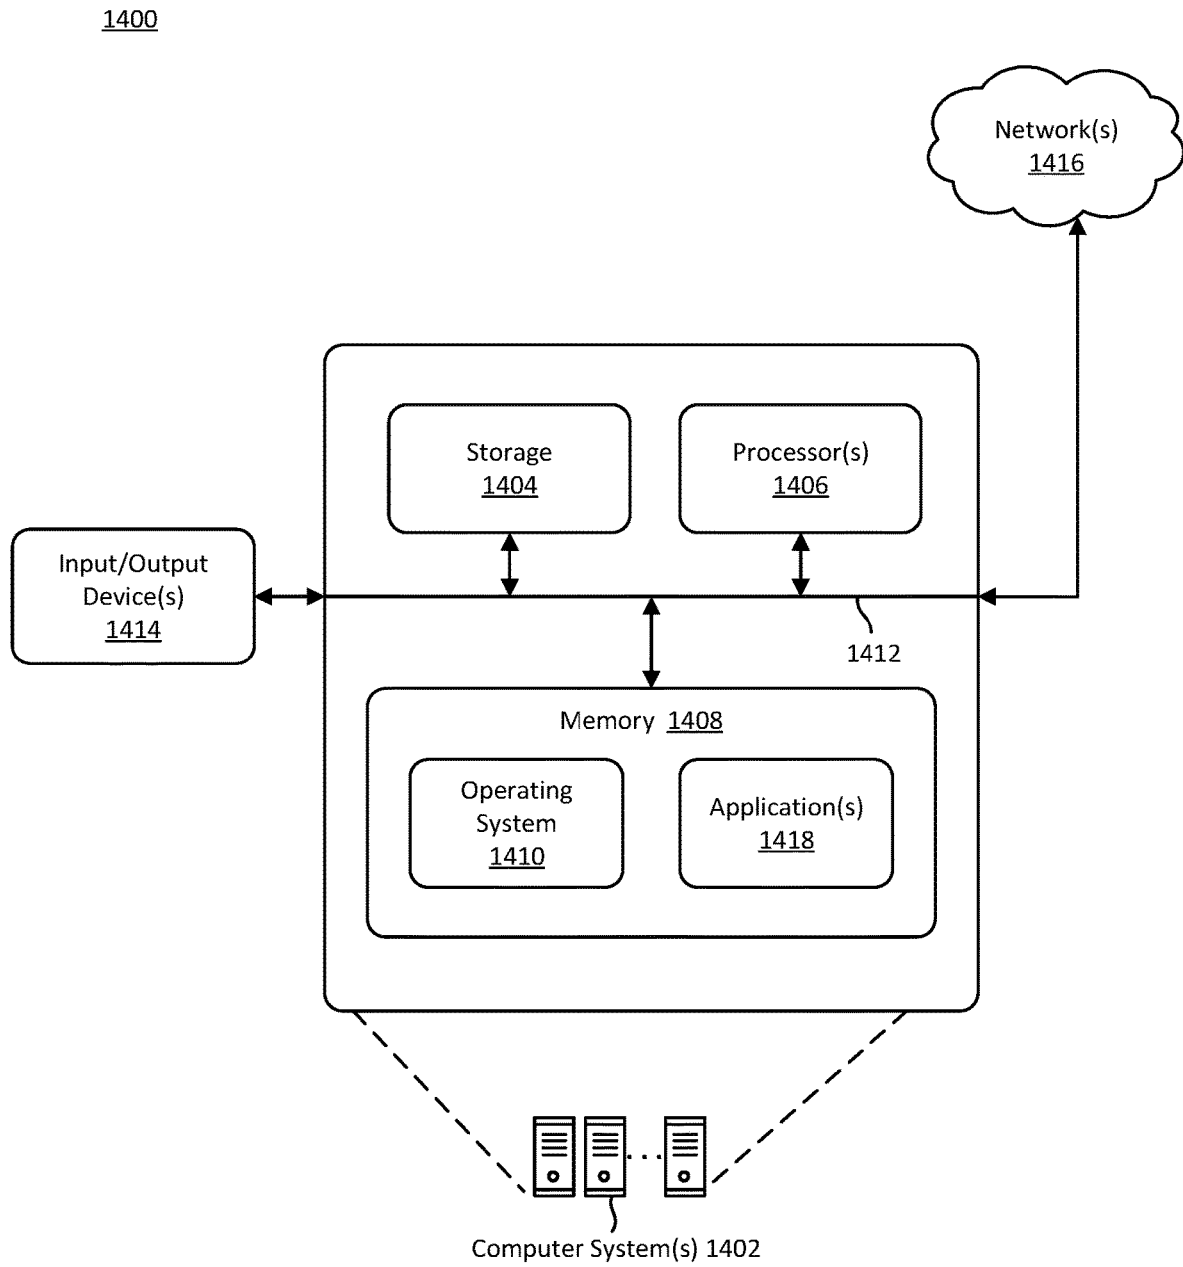 1400
Network(s)
1416
Storage
1404
Processor(s)
1406
Input/Output
Device(s)
1414
1412
Memory 1408
Operating
System
1410
Application(s)
1418
Computer System(s) 1402